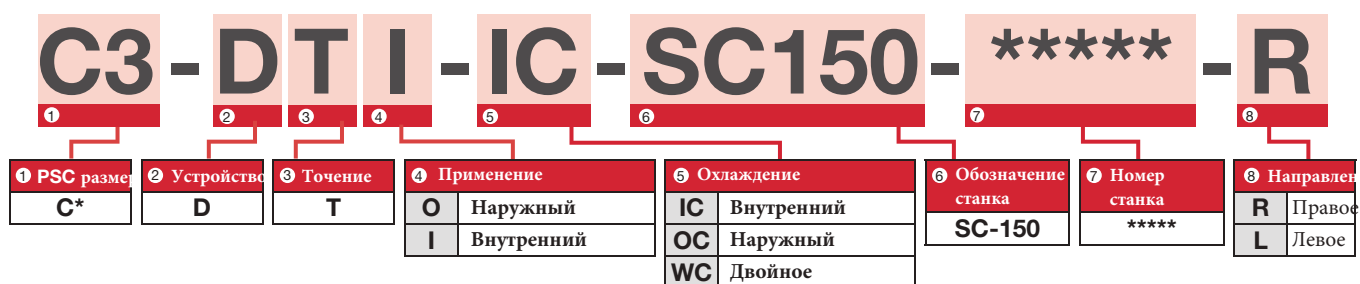 C3 - D T I - IC - SC150 - ***** - R
1 2 3 4 5 6 7 8
1 PSC размер
C*
2 Устройство
D
3 Точение
T
4 Применение
O Наружный
I Внутренний
5 Охлаждение
IC Внутренний
OC Наружный
WC Двойное
6 Обозначение
станка
SC-150
7 Номер
станка
*****
8 Направлен
R Правое
L Левое